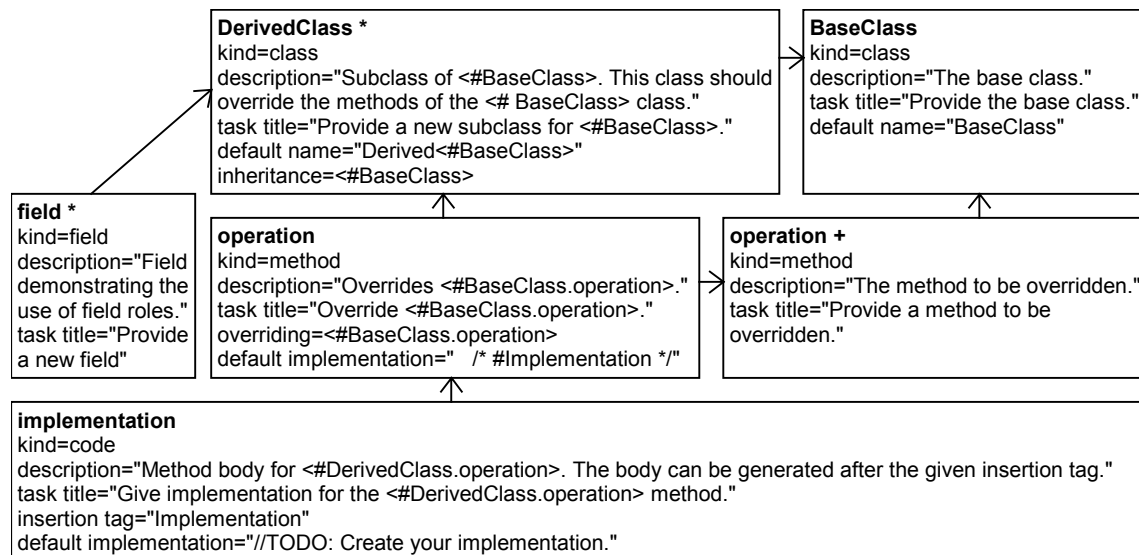 DerivedClass *
kind=class
description="Subclass of <#BaseClass>. This class should
override the methods of the <# BaseClass> class."
task title="Provide a new subclass for <#BaseClass>."
default name="Derived<#BaseClass>"
inheritance=<#BaseClass>
BaseClass
kind=class
description="The base class."
task title="Provide the base class."
default name="BaseClass"
field *
kind=field
description="Field
demonstrating the
use of field roles."
task title="Provide
a new field"
operation
kind=method
description="Overrides <#BaseClass.operation>."
task title="Override <#BaseClass.operation>."
overriding=<#BaseClass.operation>
default implementation="   /* #Implementation */"
operation +
kind=method
description="The method to be overridden."
task title="Provide a method to be
overridden."
implementation
kind=code
description="Method body for <#DerivedClass.operation>. The body can be generated after the given insertion tag."
task title="Give implementation for the <#DerivedClass.operation> method."
insertion tag="Implementation"
default implementation="//TODO: Create your implementation."